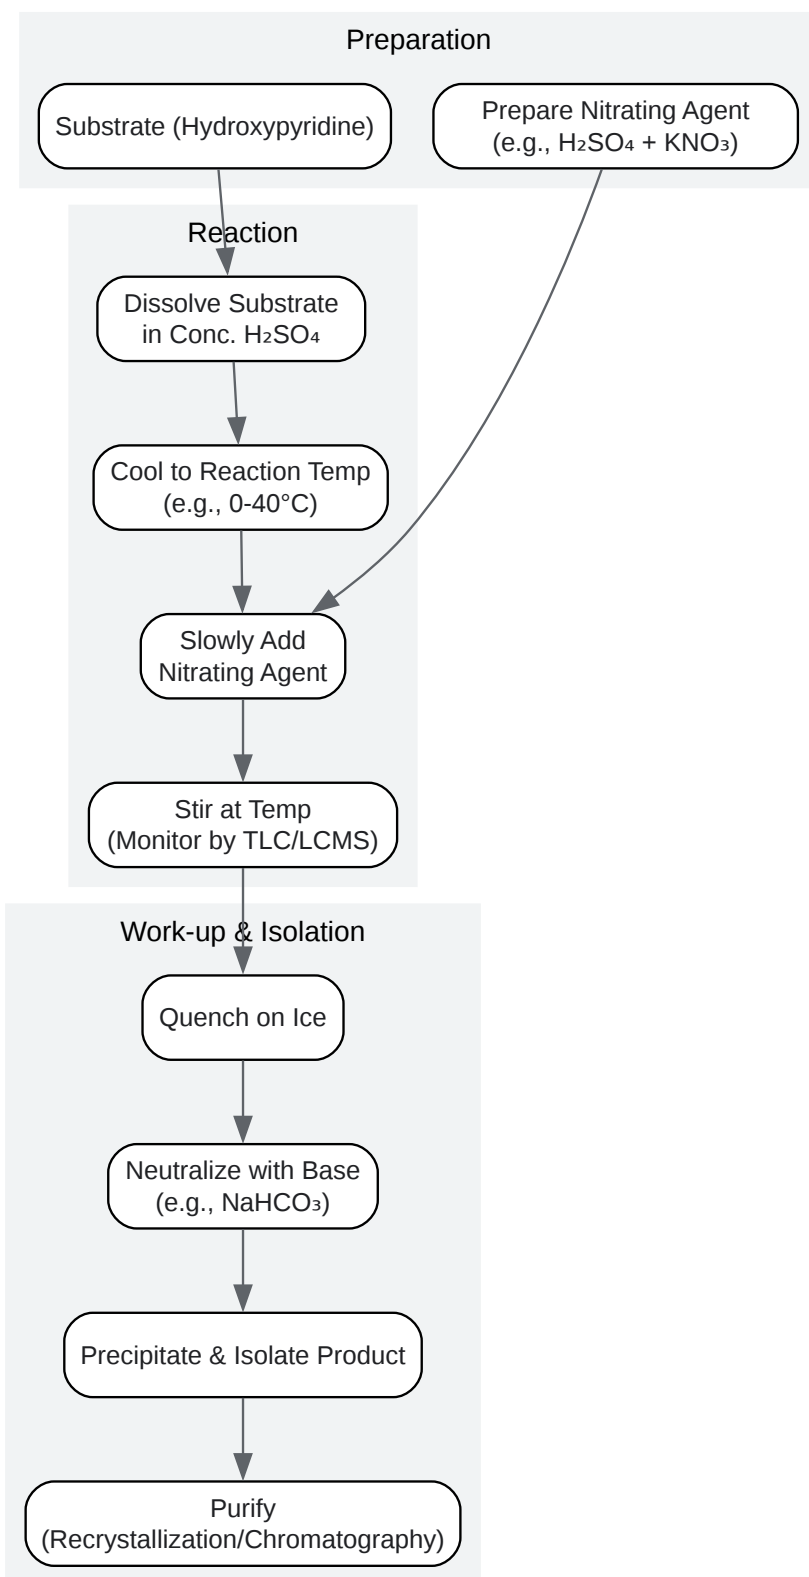 Preparation
Substrate (Hydroxypyridine)
Prepare Nitrating Agent
(e.g., H₂SO₄ + KNO₃)
Reaction
Dissolve Substrate
in Conc. H₂SO₄
Cool to Reaction Temp
(e.g., 0-40°C)
Slowly Add
Nitrating Agent
Stir at Temp
(Monitor by TLC/LCMS)
Work-up & Isolation
Quench on Ice
Neutralize with Base
(e.g., NaHCO₃)
Precipitate & Isolate Product
Purify
(Recrystallization/Chromatography)